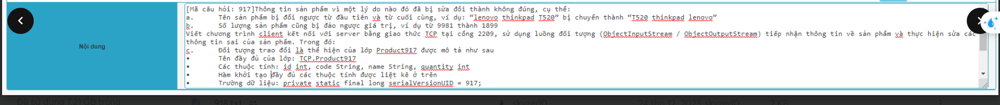 [Mã câu hỏi: 917]Thông tin sản phẩm vì một lý do nào đó đã bị sửa đổi thành không đúng, cụ thể:
a. Tên sản phẩm bị đổi ngược từ đầu tiên và từ cuối cùng, ví dụ: “lenovo thinkpad T520” bị chuyển thành “T520 thinkpad lenovo”
b. Số lượng sản phẩm cũng bị đảo ngược giá trị, ví dụ từ 9981 thành 1899
Viết chương trình client kết nối với server bằng giao thức TCP tại cổng 2209, sử dụng luồng đối tượng (ObjectInputStream / ObjectOutputStream) tiếp nhận thông tin về sản phẩm và thực hiện sửa các
Nội dung
thông tin sai của sản phẩm. Trong đó:
c. Đối tượng trao đổi là thể hiện của lớp Product917 được mô tả như sau
• Tên đầy đủ của lớp: TCP.Product917
• Các thuộc tính: id int, code String, name String, quantity int
• Hàm khởi tạo đầy đủ các thuộc tính được liệt kê ở trên
• Trường dữ liệu: private static final long serialVersionUID = 917;
Đã sử dụng 7,21 GB trong
918.txt
skyzed0
24 thg 12, 2023 skyzed0
2 KB